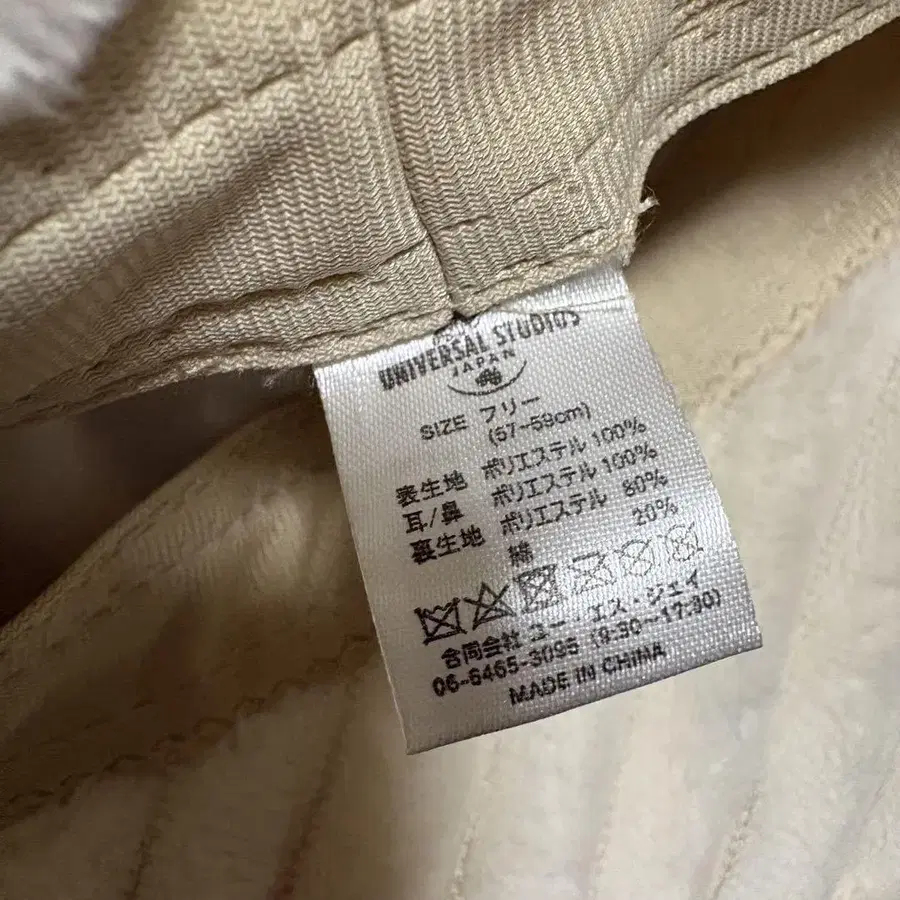 UNIVERSAL STUDIOS
JAPAN
SIZE フリー
(57~59cm)
表生地 ポリエステル 100%
耳/鼻 ポリエステル 100%
裏生地 ポリエステル 80%
綿 20%
合同会社 ユー・エス・ジェイ
06-6465-3095 (9:30~17:30)
MADE IN CHINA